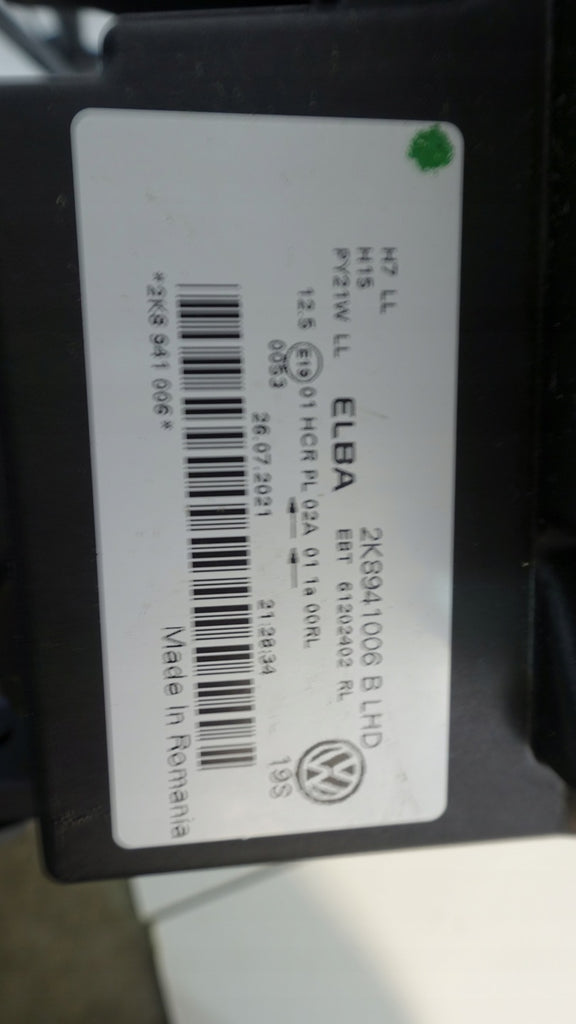 2K8941006 B LHD
H7 LL
H15
PY21W LL
ELBA
EBT 61202402 RL
12.5 E19 01 HCR PL 02A 01 1a 00RL
0053
19S
26.07.2021 21:28:34
*2K8 941 006*
Made In Romania